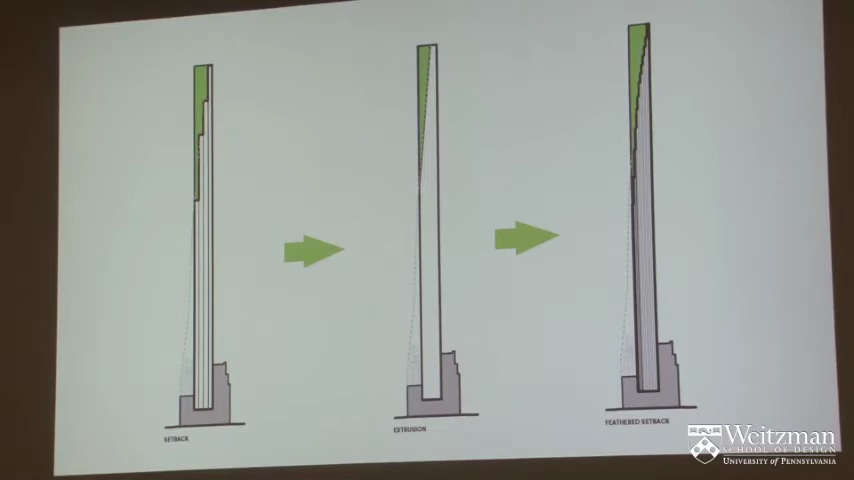 SETBACK
EXTRUSION
FEATHERED SETBACK
Weitzman
SCHOOL OF DESIGN
UNIVERSITY of PENNSYLVANIA